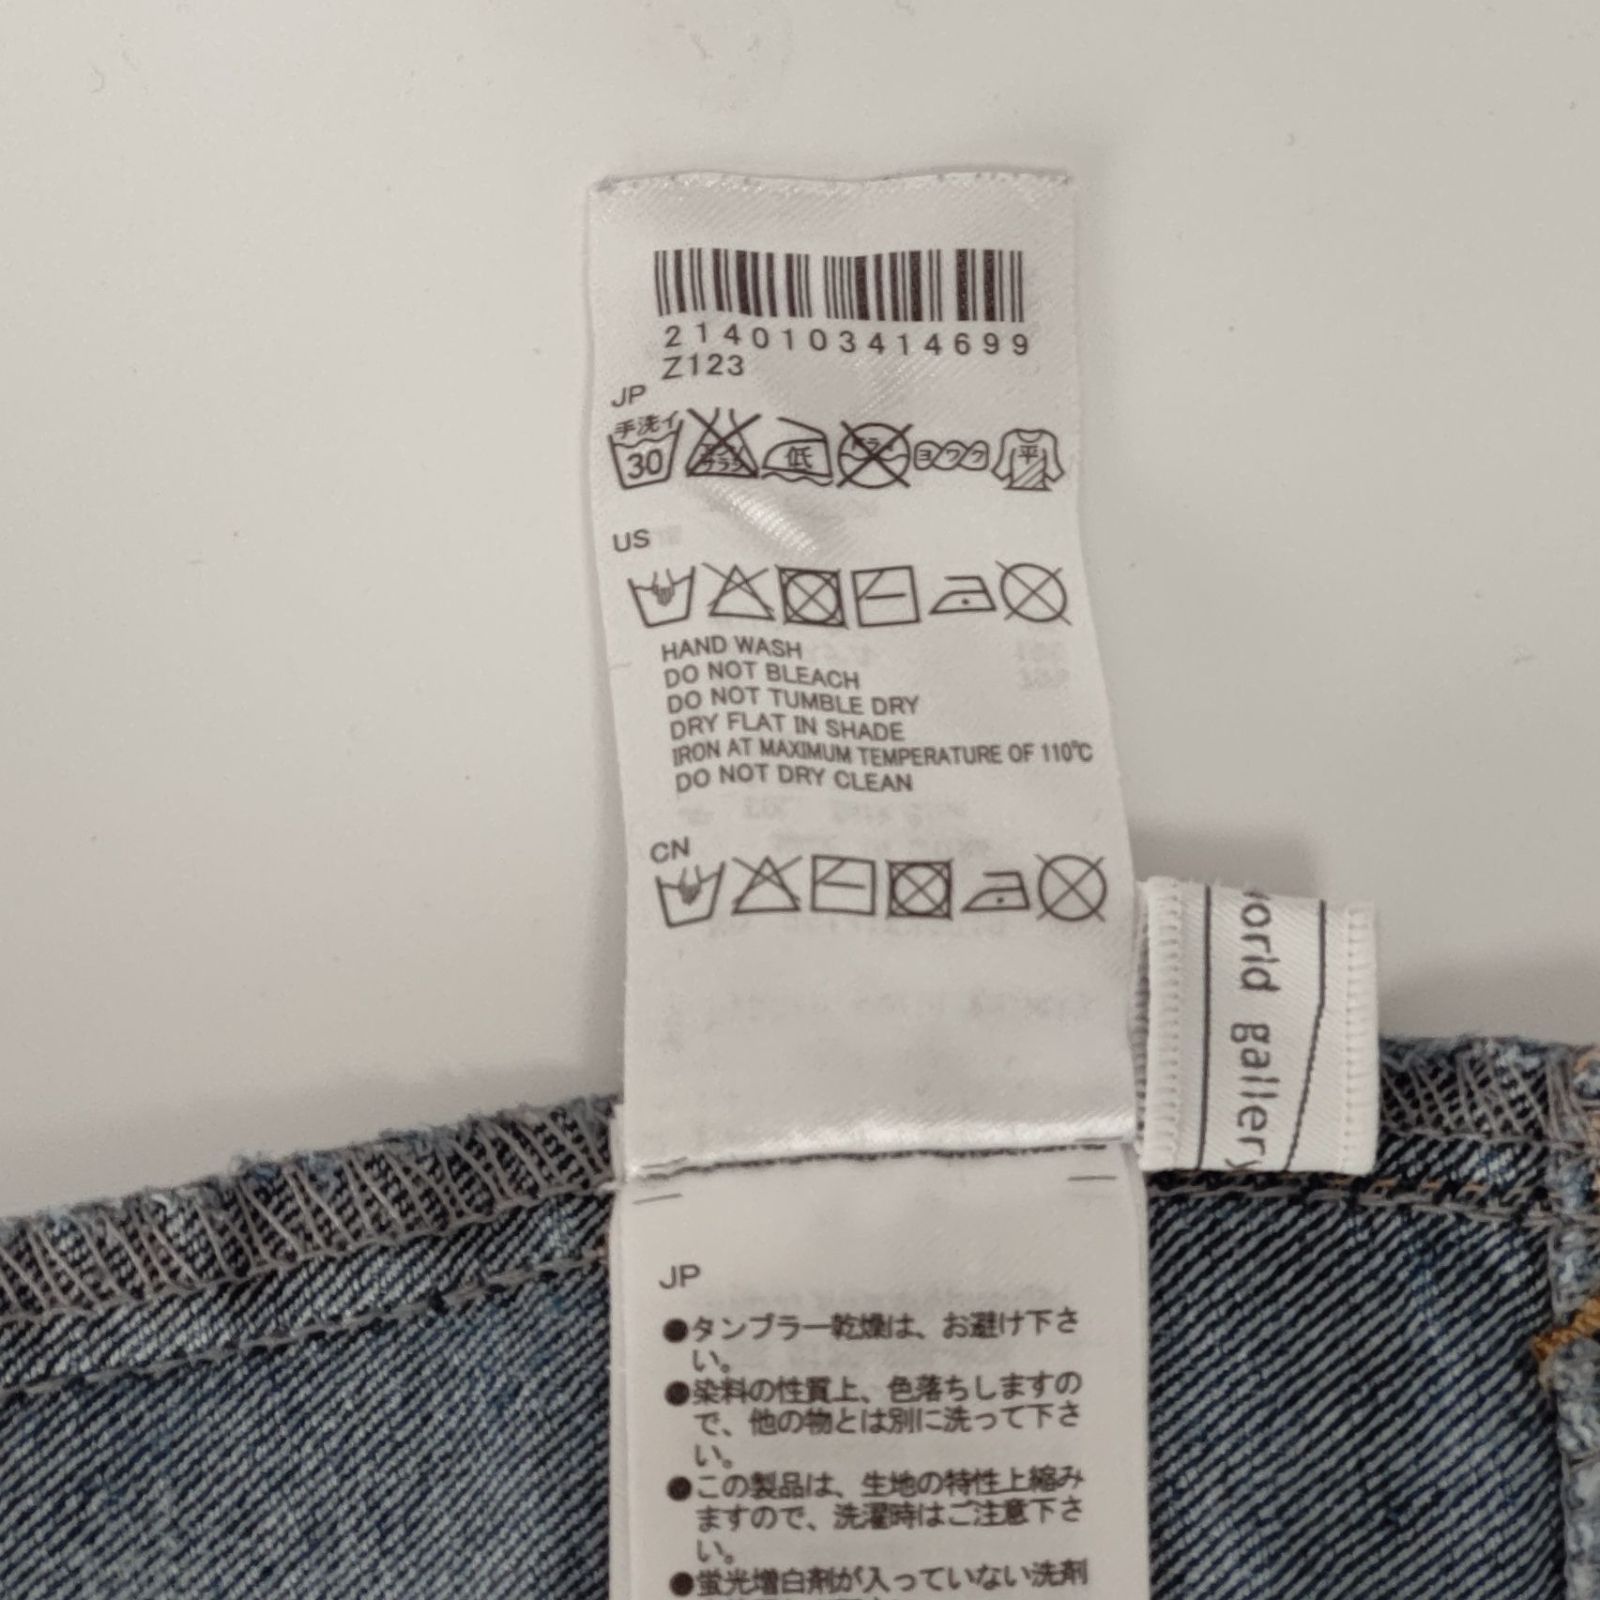 2140103414699
Z123
JP
手洗イ
30
低
ヨワク
平
US
HAND WASH
DO NOT BLEACH
DO NOT TUMBLE DRY
DRY FLAT IN SHADE
IRON AT MAXIMUM TEMPERATURE OF 110℃
DO NOT DRY CLEAN
CN
world gallery
JP
●タンブラー乾燥は、お避け下さ
い。
●染料の性質上、色落ちしますの
で、他の物とは別に洗って下さ
い。
●この製品は、生地の特性上縮み
ますので、洗濯時はご注意下さ
い。
●蛍光増白剤が入っていない洗剤